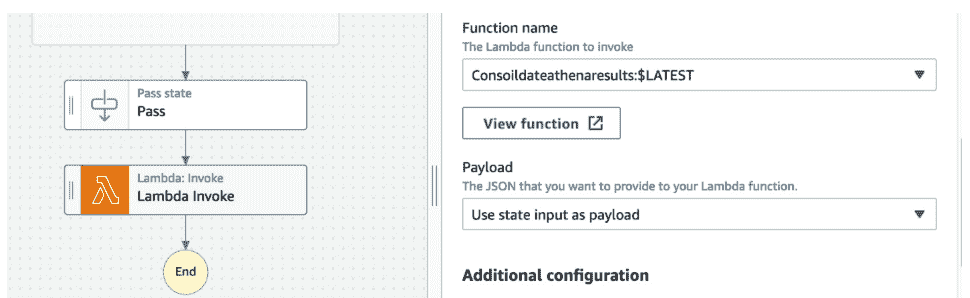 Pass state
Pass
Lambda: Invoke
Lambda Invoke
End
Function name
The Lambda function to invoke
Consoildateathenaresults:$LATEST
View function
Payload
The JSON that you want to provide to your Lambda function.
Use state input as payload
Additional configuration